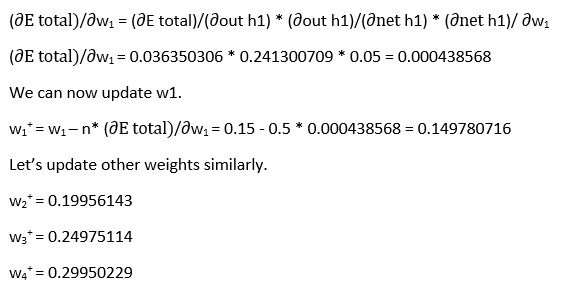 (∂E total)/∂w₁ = (∂E total)/(∂out h1) * (∂out h1)/(∂net h1) * (∂net h1)/ ∂w₁
(∂E total)/∂w₁ = 0.036350306 * 0.241300709 * 0.05 = 0.000438568
We can now update w1.
w₁⁺ = w₁ – n* (∂E total)/∂w₁ = 0.15 - 0.5 * 0.000438568 = 0.149780716
Let’s update other weights similarly.
w₂⁺ = 0.19956143
w₃⁺ = 0.24975114
w₄⁺ = 0.29950229